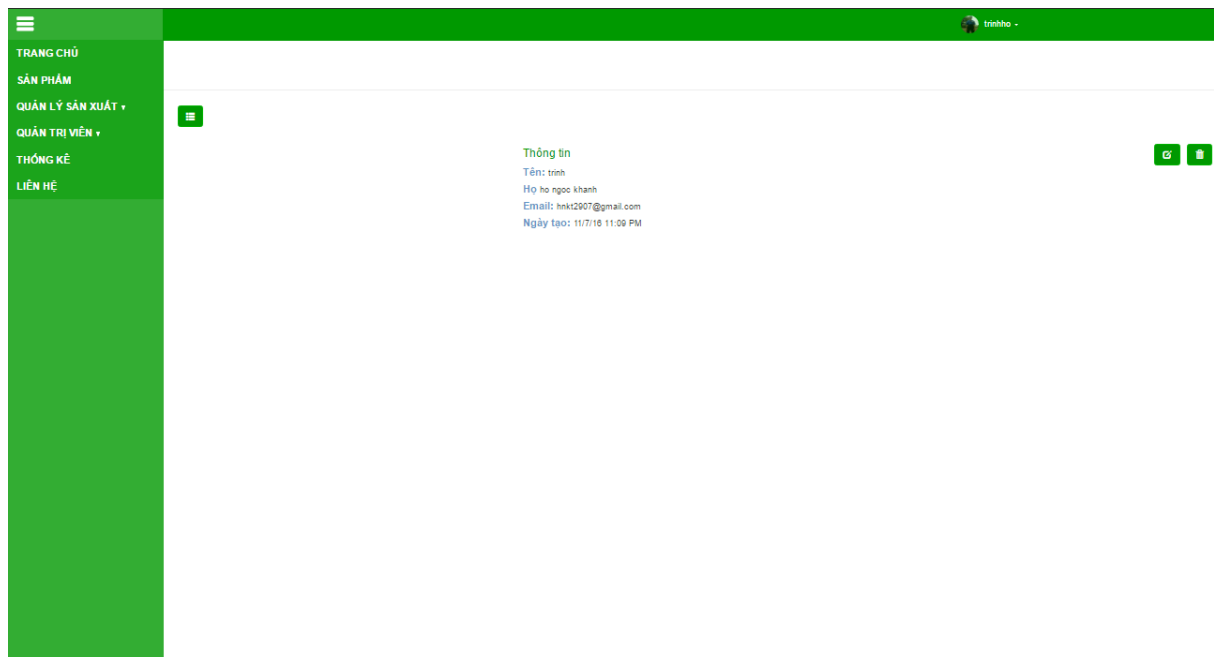 trinhho
TRANG CHỦ
SẢN PHẨM
QUẢN LÝ SẢN XUẤT
QUẢN TRỊ VIÊN
THỐNG KÊ
LIÊN HỆ
Thông tin
Tên: trinh
Họ ho ngoc khanh
Email: hnkt2907@gmail.com
Ngày tạo: 11/7/16 11:09 PM